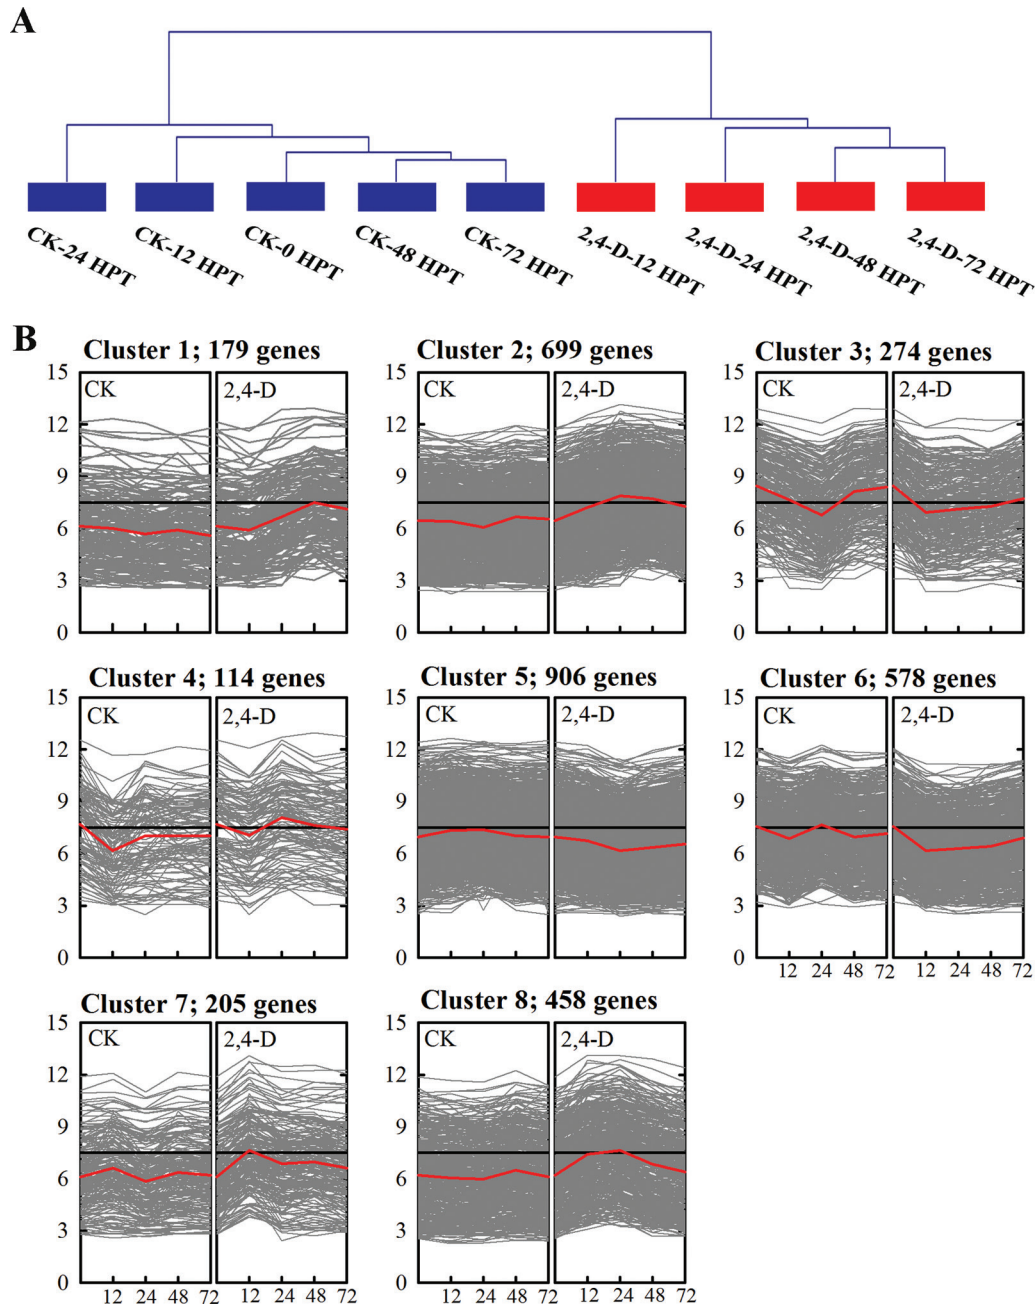 A
CK-24 HPT
CK-12 HPT
CK-0 HPT
CK-48 HPT
CK-72 HPT
2,4-D-12 HPT
2,4-D-24 HPT
2,4-D-48 HPT
2,4-D-72 HPT
B
Cluster 1; 179 genes
15
12
9
6
3
0
CK
2,4-D
Cluster 2; 699 genes
15
12
9
6
3
0
CK
2,4-D
Cluster 3; 274 genes
15
12
9
6
3
0
CK
2,4-D
Cluster 4; 114 genes
15
12
9
6
3
0
CK
2,4-D
Cluster 5; 906 genes
15
12
9
6
3
0
CK
2,4-D
Cluster 6; 578 genes
15
12
9
6
3
0
CK
2,4-D
12 24 48 72 12 24 48 72
Cluster 7; 205 genes
15
12
9
6
3
0
CK
2,4-D
12 24 48 72 12 24 48 72
Cluster 8; 458 genes
15
12
9
6
3
0
CK
2,4-D
12 24 48 72 12 24 48 72